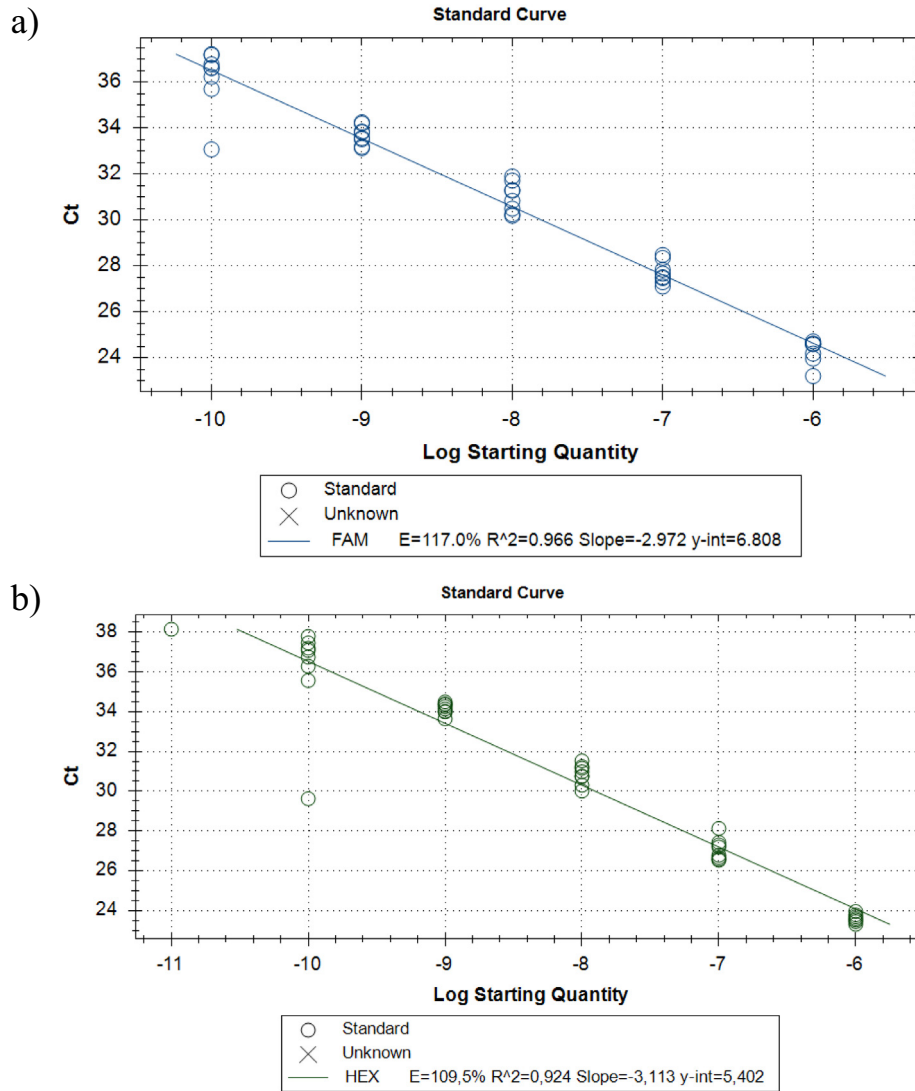 a)
Standard Curve
36
34
32
30
28
26
24
Ct
-10 -9 -8 -7 -6
Log Starting Quantity
Standard
Unknown
FAM E=117.0% R^2=0.966 Slope=-2.972 y-int=6.808
b)
Standard Curve
38
36
34
32
30
28
26
24
Ct
-11 -10 -9 -8 -7 -6
Log Starting Quantity
Standard
Unknown
HEX E=109,5% R^2=0,924 Slope=-3,113 y-int=5,402